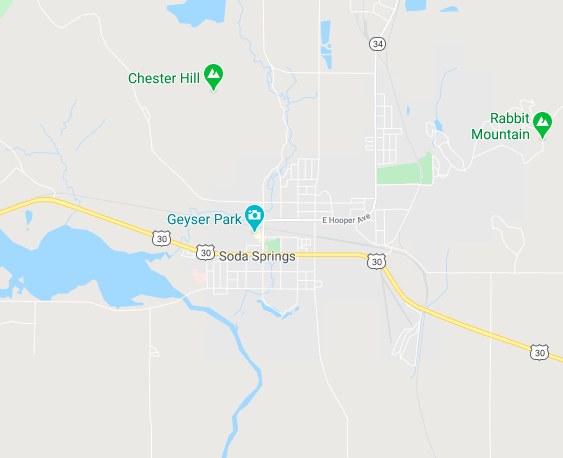 34
Chester Hill
Rabbit
Mountain
Geyser Park
E Hooper Ave
30
30
Soda Springs
30
30